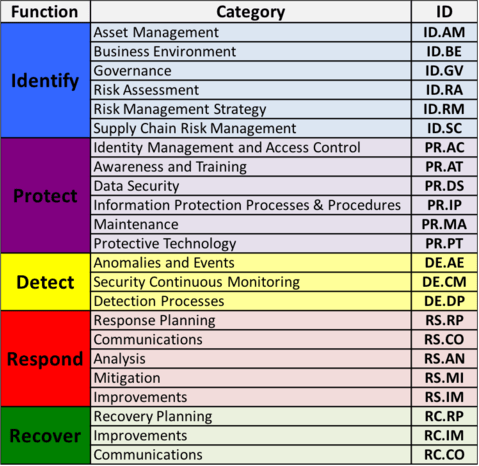 Function Category ID
Identify
Asset Management ID.AM
Business Environment ID.BE
Governance ID.GV
Risk Assessment ID.RA
Risk Management Strategy ID.RM
Supply Chain Risk Management ID.SC
Protect
Identity Management and Access Control PR.AC
Awareness and Training PR.AT
Data Security PR.DS
Information Protection Processes & Procedures PR.IP
Maintenance PR.MA
Protective Technology PR.PT
Detect
Anomalies and Events DE.AE
Security Continuous Monitoring DE.CM
Detection Processes DE.DP
Respond
Response Planning RS.RP
Communications RS.CO
Analysis RS.AN
Mitigation RS.MI
Improvements RS.IM
Recover
Recovery Planning RC.RP
Improvements RC.IM
Communications RC.CO